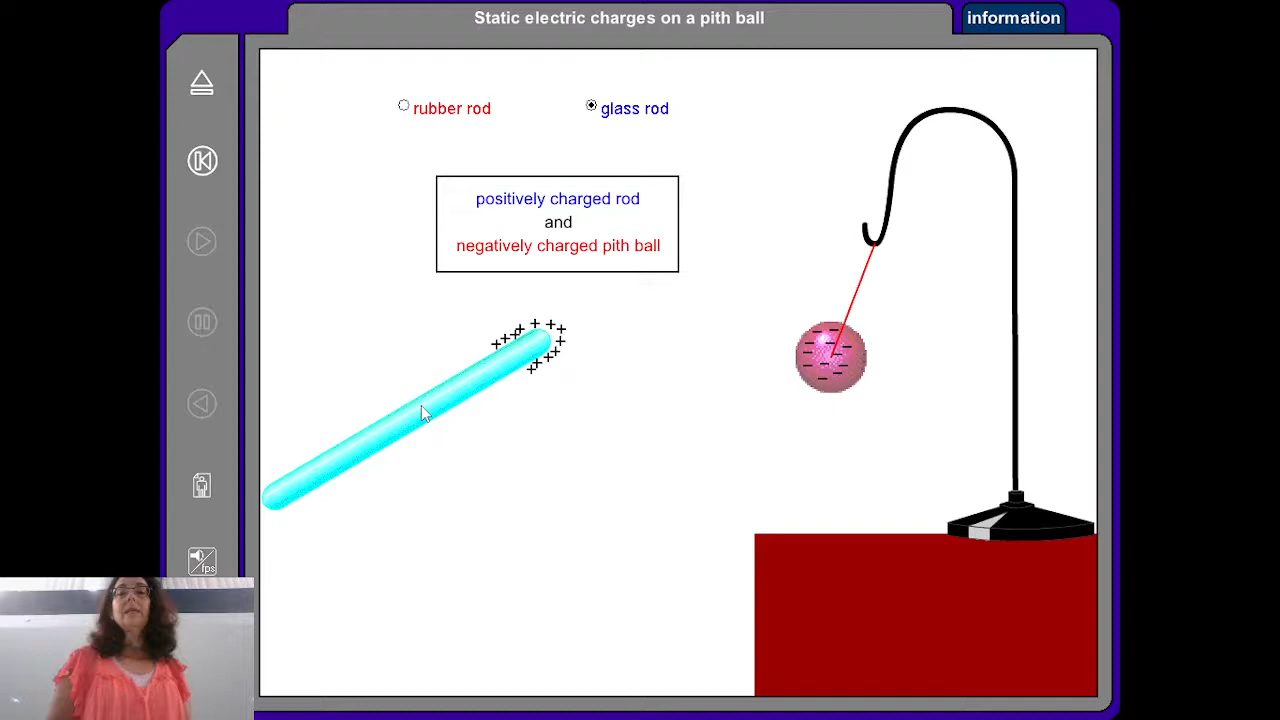 Static electric charges on a pith ball
information
rubber rod
glass rod
positively charged rod
and
negatively charged pith ball
fps